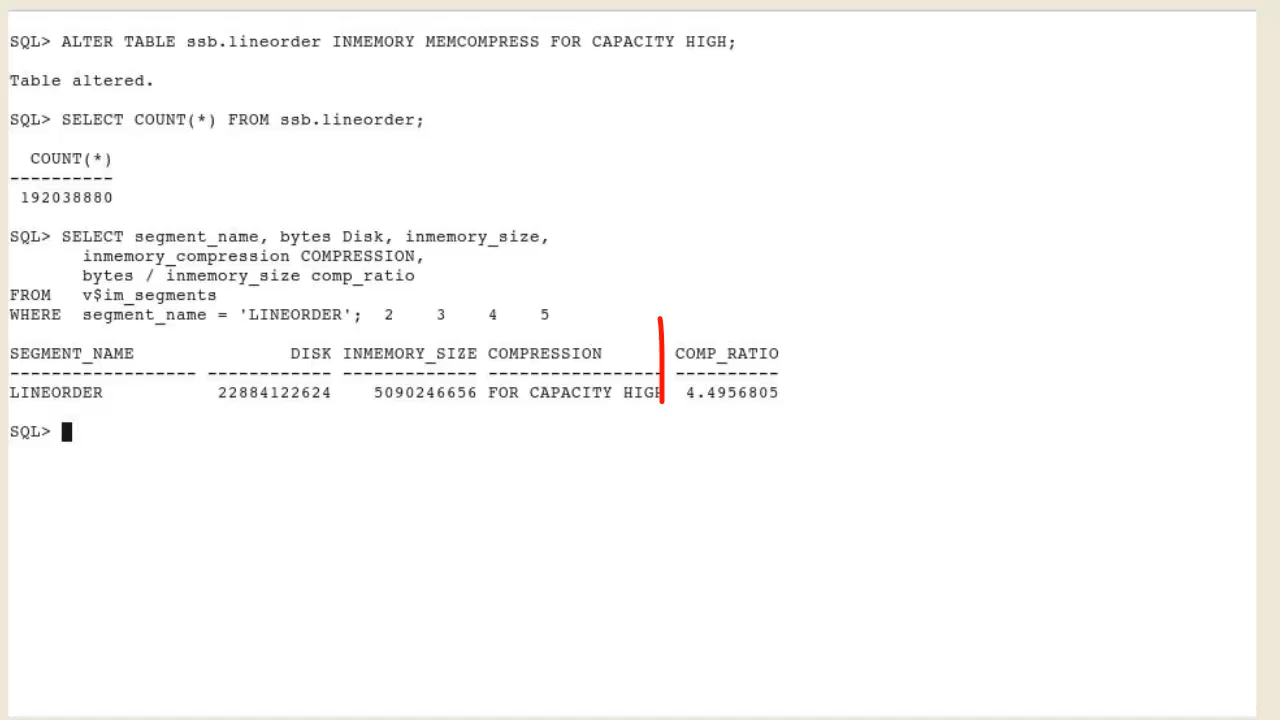 SQL> ALTER TABLE ssb.lineorder INMEMORY MEMCOMPRESS FOR CAPACITY HIGH;
Table altered.
SQL> SELECT COUNT(*) FROM ssb.lineorder;
COUNT(*)
----------
192038880
SQL> SELECT segment_name, bytes Disk, inmemory_size,
inmemory_compression COMPRESSION,
bytes / inmemory_size comp_ratio
FROM v$im_segments
WHERE segment_name = 'LINEORDER'; 2 3 4 5
SEGMENT_NAME DISK INMEMORY_SIZE COMPRESSION COMP_RATIO
------------------ ------------ ------------- ----------------- ----------
LINEORDER 22884122624 5090246656 FOR CAPACITY HIGH 4.4956805
SQL>